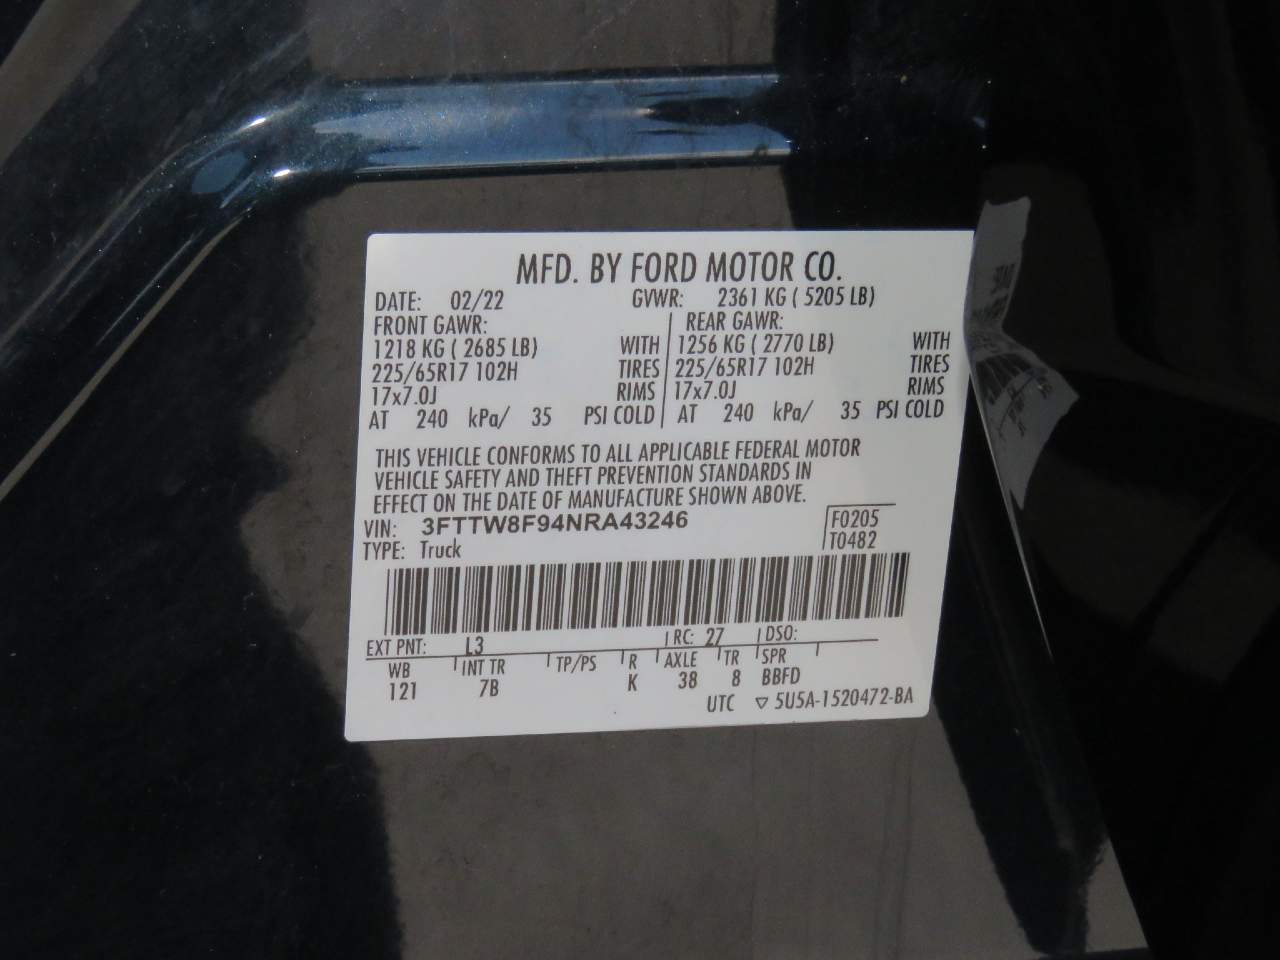 MFD. BY FORD MOTOR CO.
DATE: 02/22 GVWR: 2361 KG ( 5205 LB)
FRONT GAWR: REAR GAWR:
1218 KG ( 2685 LB) WITH 1256 KG ( 2770 LB) WITH
225/65R17 102H TIRES 225/65R17 102H TIRES
17x7.0J RIMS 17x7.0J RIMS
AT 240 kPa/ 35 PSI COLD AT 240 kPa/ 35 PSI COLD
THIS VEHICLE CONFORMS TO ALL APPLICABLE FEDERAL MOTOR
VEHICLE SAFETY AND THEFT PREVENTION STANDARDS IN
EFFECT ON THE DATE OF MANUFACTURE SHOWN ABOVE.
VIN: 3FTTW8F94NRA43246 F0205
TYPE: Truck T0482
EXT PNT: L3 RC: 27 DSO:
WB INT TR TP/PS R AXLE TR SPR
121 7B K 38 8 BBFD
UTC ▽ 5U5A-1520472-BA